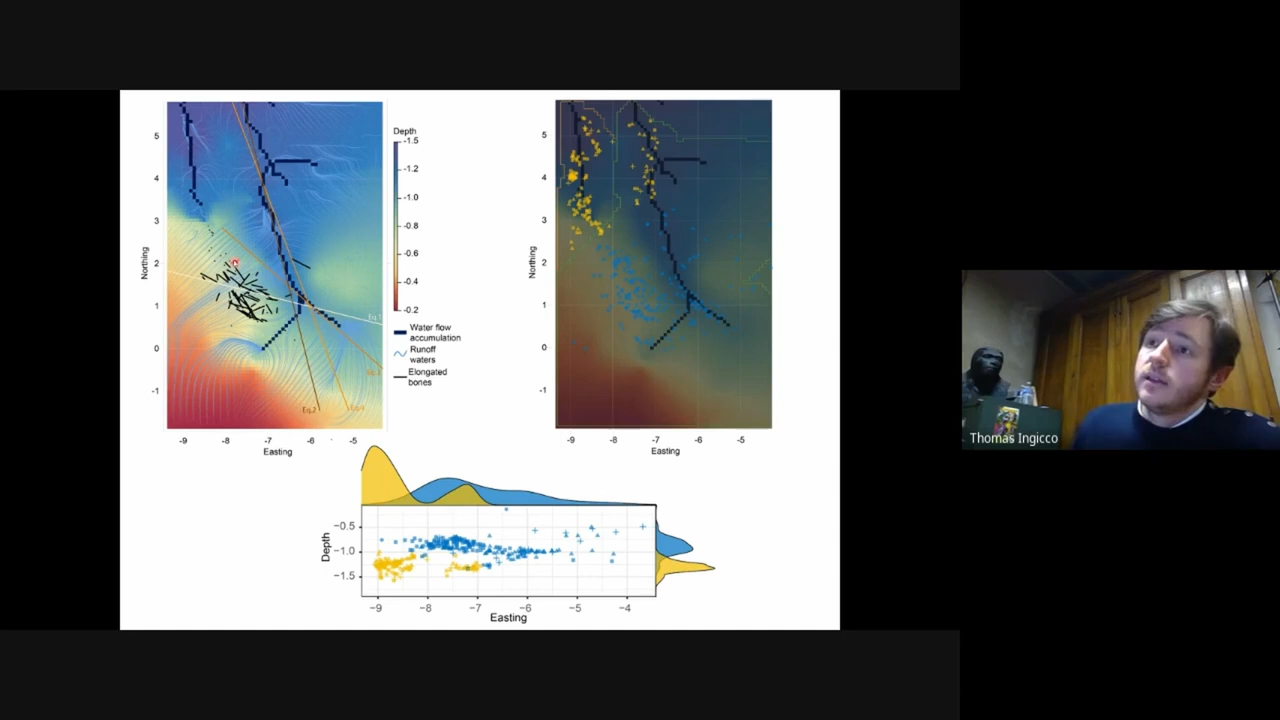 Depth
-1.5
-1.2
-1.0
-0.8
-0.6
-0.4
-0.2
Water flow
accumulation
Runoff
waters
Elongated
bones
5
4
3
2
1
0
-1
Northing
-9
-8
-7
-6
-5
Easting
Eq.2
5
4
3
2
1
0
-1
Northing
-9
-8
-7
-6
-5
Easting
Thomas Ingicco
−0.5
−1.0
−1.5
Depth
−9
−8
−7
−6
−5
−4
Easting